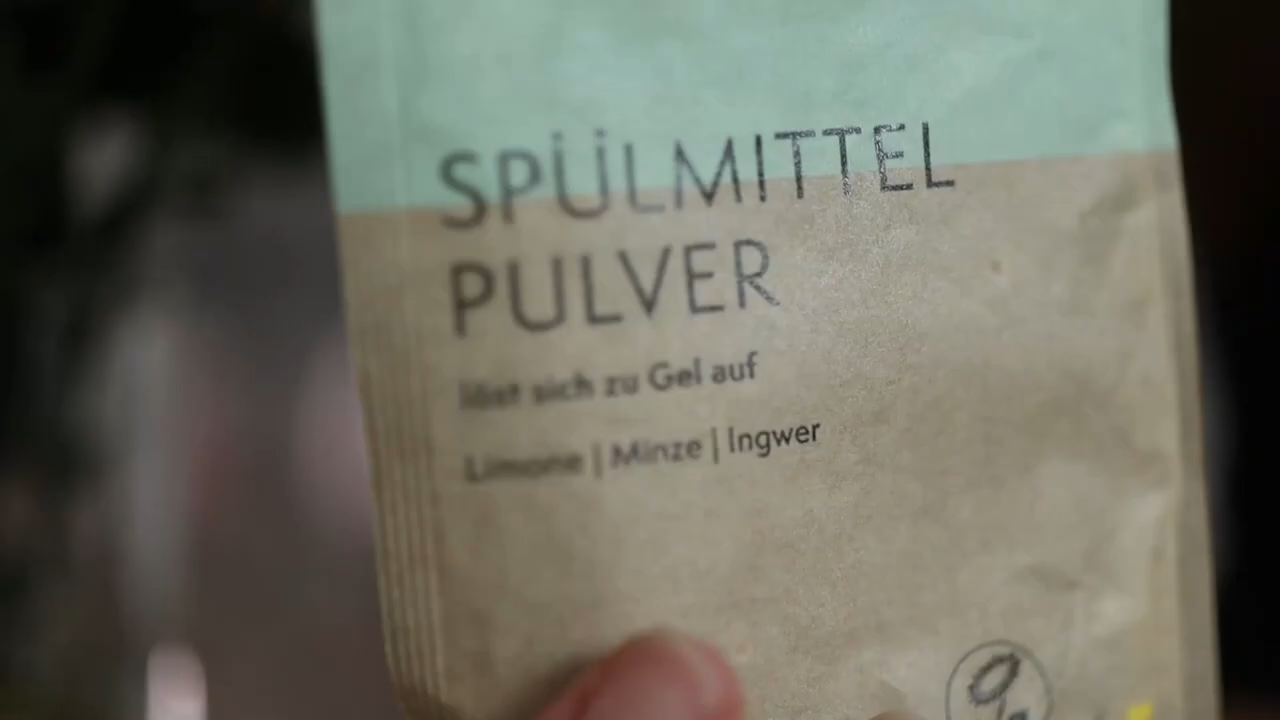 SPÜLMITTEL
PULVER
löst sich zu Gel auf
Limone | Minze | Ingwer